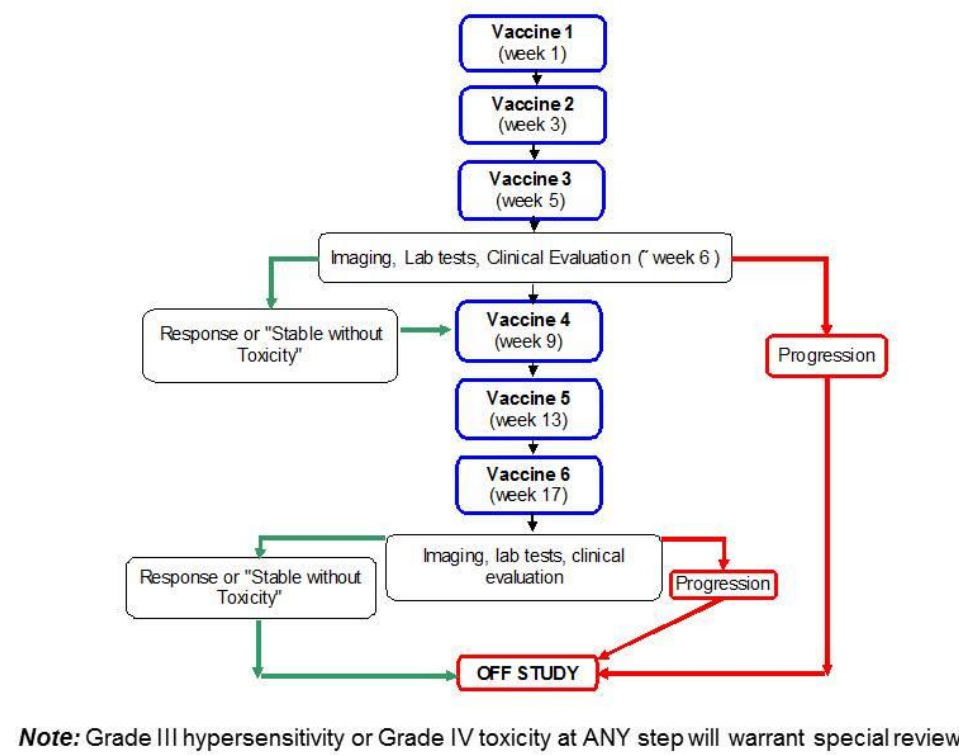 Vaccine 1
(week 1)
Vaccine 2
(week 3)
Vaccine 3
(week 5)
Imaging, Lab tests, Clinical Evaluation (~week 6 )
Response or "Stable without
Toxicity"
Vaccine 4
(week 9)
Progression
Vaccine 5
(week 13)
Vaccine 6
(week 17)
Imaging, lab tests, clinical
evaluation
Response or "Stable without
Toxicity"
Progression
OFF STUDY
Note: Grade III hypersensitivity or Grade IV toxicity at ANY step will warrant special review